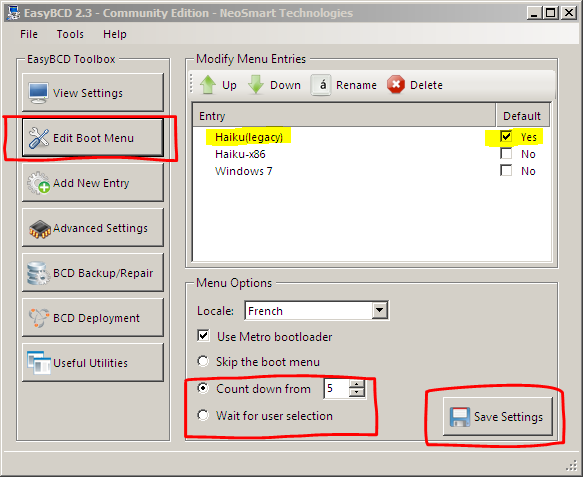 EasyBCD 2.3 - Community Edition - NeoSmart Technologies
File Tools Help
EasyBCD Toolbox
View Settings
Edit Boot Menu
Add New Entry
Advanced Settings
BCD Backup/Repair
BCD Deployment
Useful Utilities
Modify Menu Entries
Up Down á Rename Delete
Entry Default
Haiku(legacy) Yes
Haiku-x86 No
Windows 7 No
Menu Options
Locale: French
Use Metro bootloader
Skip the boot menu
Count down from 5
Wait for user selection
Save Settings